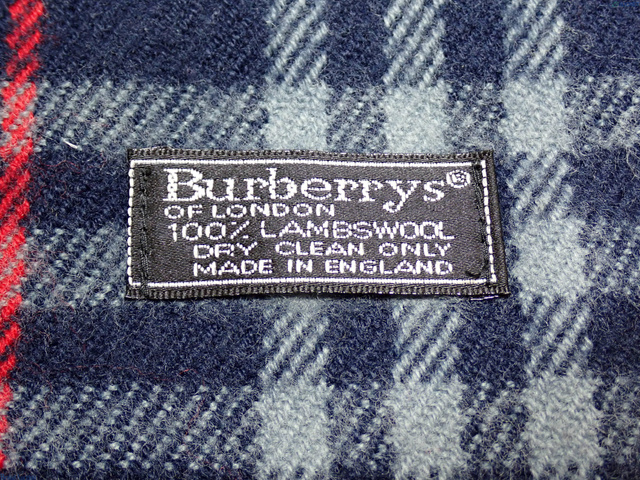 Burberrys®
OF LONDON
100% LAMBSWOOL
DRY CLEAN ONLY
MADE IN ENGLAND